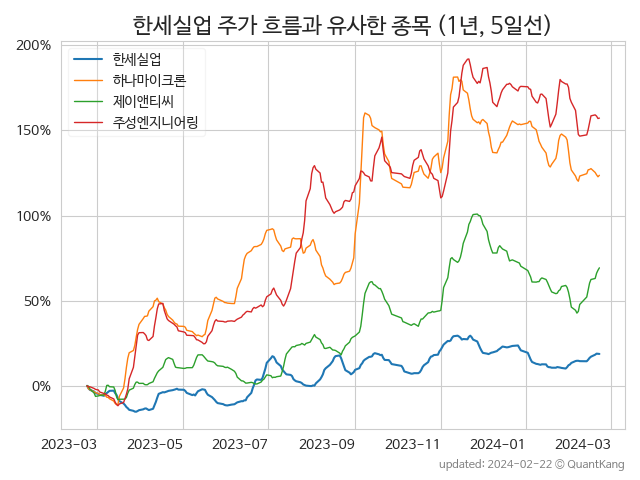 한세실업 주가 흐름과 유사한 종목 (1년, 5일선)
200%
150%
100%
50%
0%
한세실업
하나마이크론
제이앤티씨
주성엔지니어링
2023-03 2023-05 2023-07 2023-09 2023-11 2024-01 2024-03
updated: 2024-02-22 © QuantKang